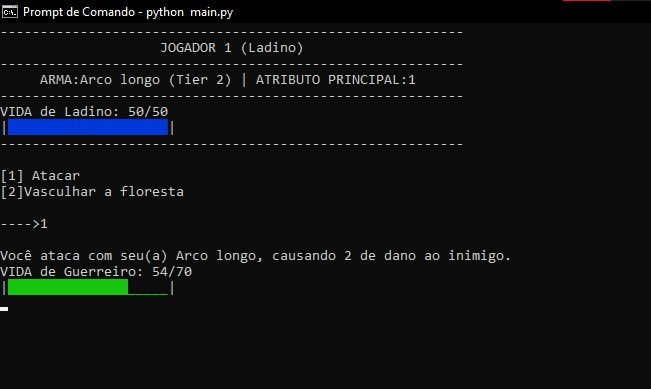 Prompt de Comando - python main.py
----------------------------------------------------------
JOGADOR 1 (Ladino)
----------------------------------------------------------
ARMA:Arco longo (Tier 2) | ATRIBUTO PRINCIPAL:1
----------------------------------------------------------
VIDA de Ladino: 50/50
| |
----------------------------------------------------------
[1] Atacar
[2]Vasculhar a floresta
---->1
Você ataca com seu(a) Arco longo, causando 2 de dano ao inimigo.
VIDA de Guerreiro: 54/70
| _____|